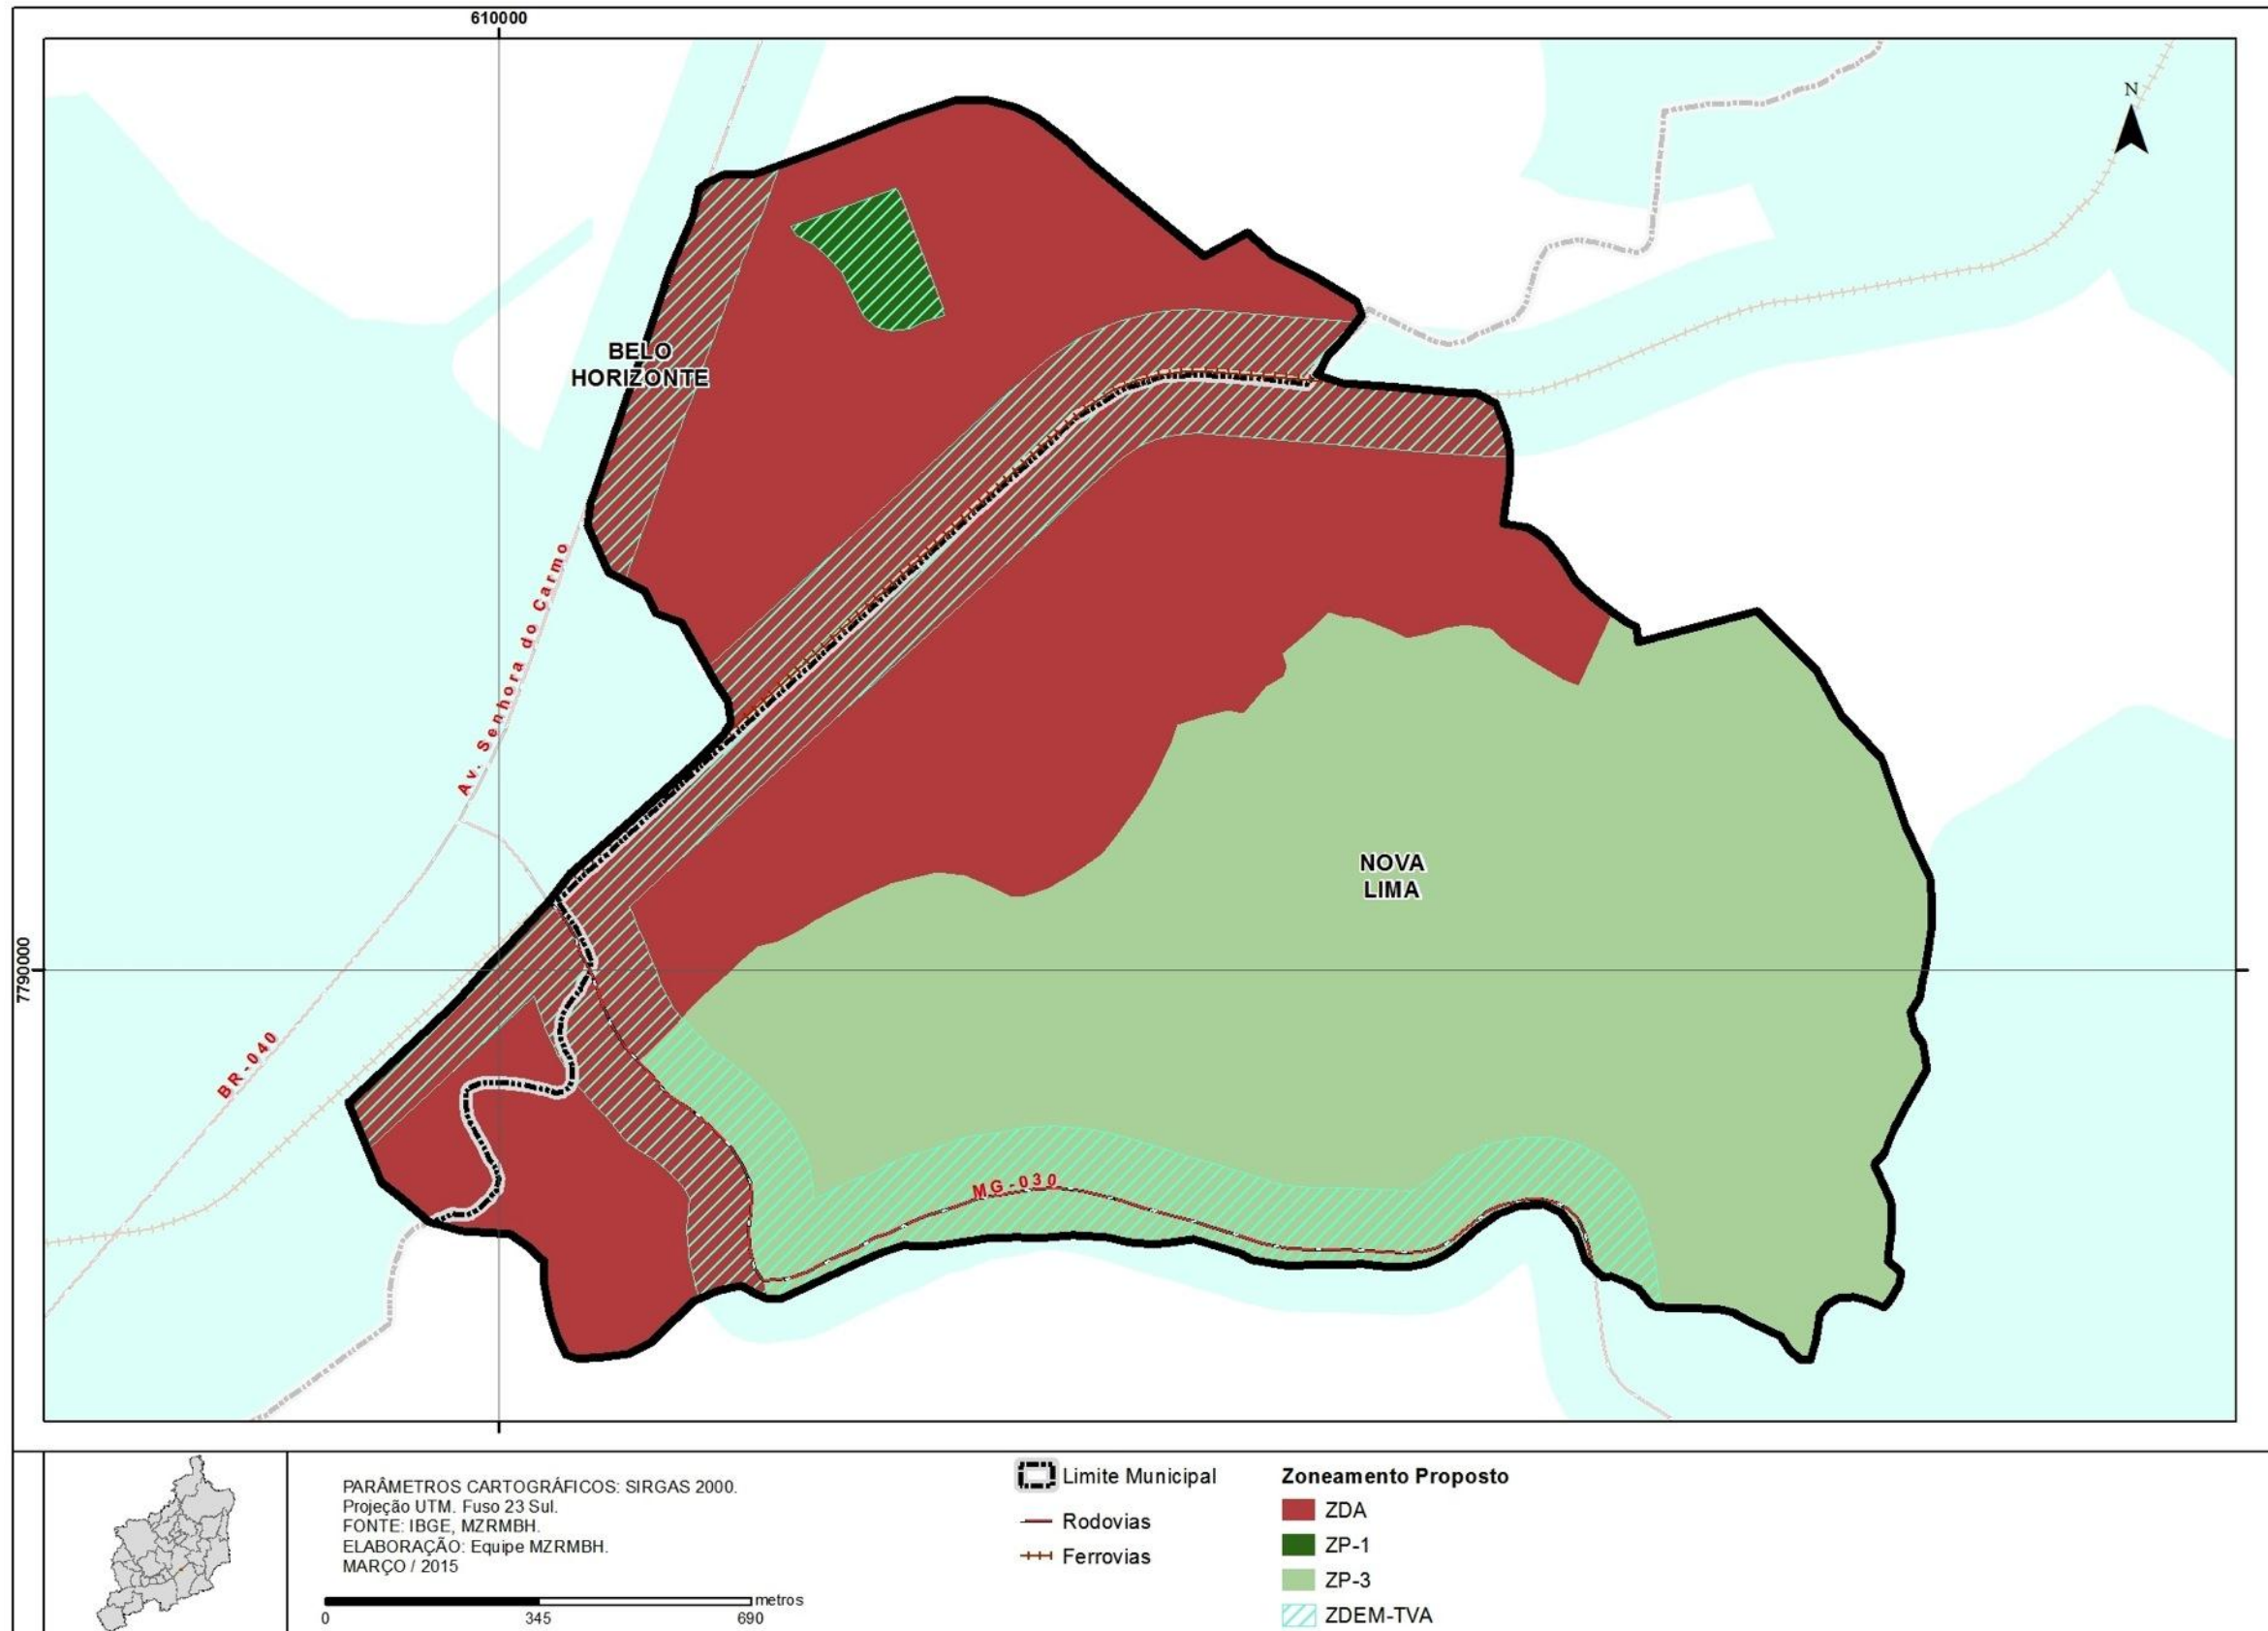 610000
N
BELO
HORIZONTE
Av. Senhora do Carmo
NOVA
LIMA
7790000
BR-040
MG-030
PARÂMETROS CARTOGRÁFICOS: SIRGAS 2000.
Projeção UTM. Fuso 23 Sul.
FONTE: IBGE, MZRMBH.
ELABORAÇÃO: Equipe MZRMBH.
MARÇO / 2015
metros
0 345 690
Limite Municipal
Rodovias
Ferrovias
Zoneamento Proposto
ZDA
ZP-1
ZP-3
ZDEM-TVA